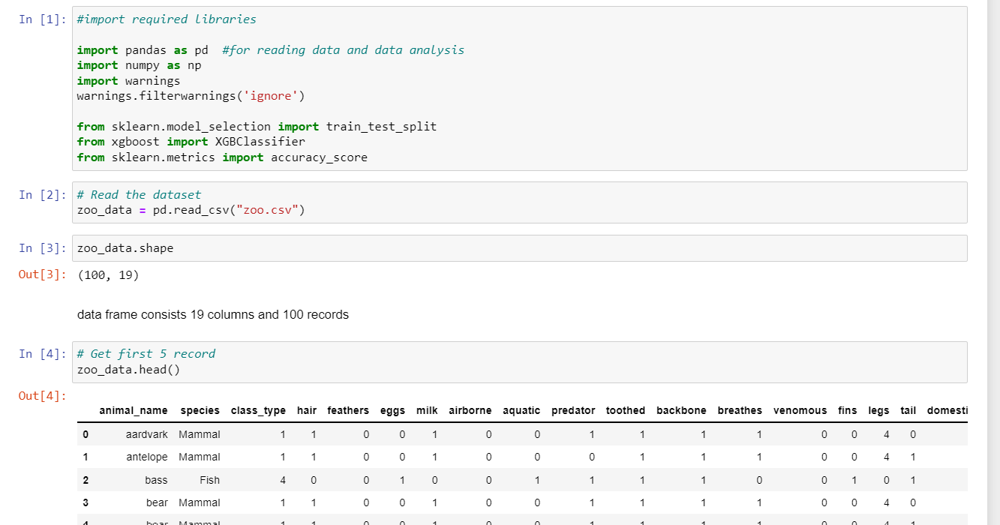 In [1]: #import required libraries
import pandas as pd  #for reading data and data analysis
import numpy as np
import warnings
warnings.filterwarnings('ignore')
from sklearn.model_selection import train_test_split
from xgboost import XGBClassifier
from sklearn.metrics import accuracy_score
In [2]: # Read the dataset
zoo_data = pd.read_csv("zoo.csv")
In [3]: zoo_data.shape
Out[3]: (100, 19)
data frame consists 19 columns and 100 records
In [4]: # Get first 5 record
zoo_data.head()
Out[4]:
animal_name species class_type hair feathers eggs milk airborne aquatic predator toothed backbone breathes venomous fins legs tail domesti
0 aardvark Mammal 1 1 0 0 1 0 0 1 1 1 1 0 0 4 0
1 antelope Mammal 1 1 0 0 1 0 0 0 1 1 1 0 0 4 1
2 bass Fish 4 0 0 1 0 0 1 1 1 1 0 0 1 0 1
3 bear Mammal 1 1 0 0 1 0 0 1 1 1 1 0 0 4 0
4 boar Mammal 1 1 0 0 1 0 0 1 1 1 1 0 0 4 1